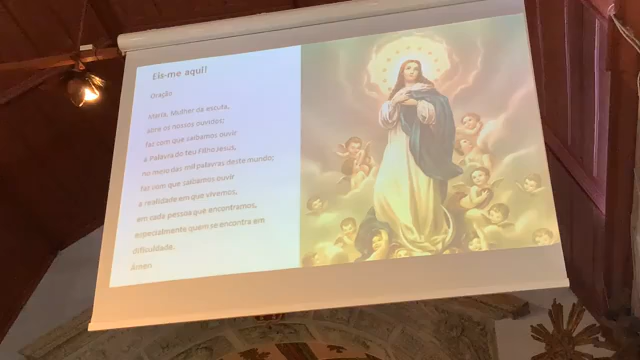 Eis-me aqui!
Oração
Maria, Mulher da escuta,
abre os nossos ouvidos;
faz com que saibamos ouvir
a Palavra do teu Filho Jesus,
no meio das mil palavras deste mundo;
faz com que saibamos ouvir
a realidade em que vivemos,
em cada pessoa que encontramos,
especialmente quem se encontra em
dificuldade.
Amen